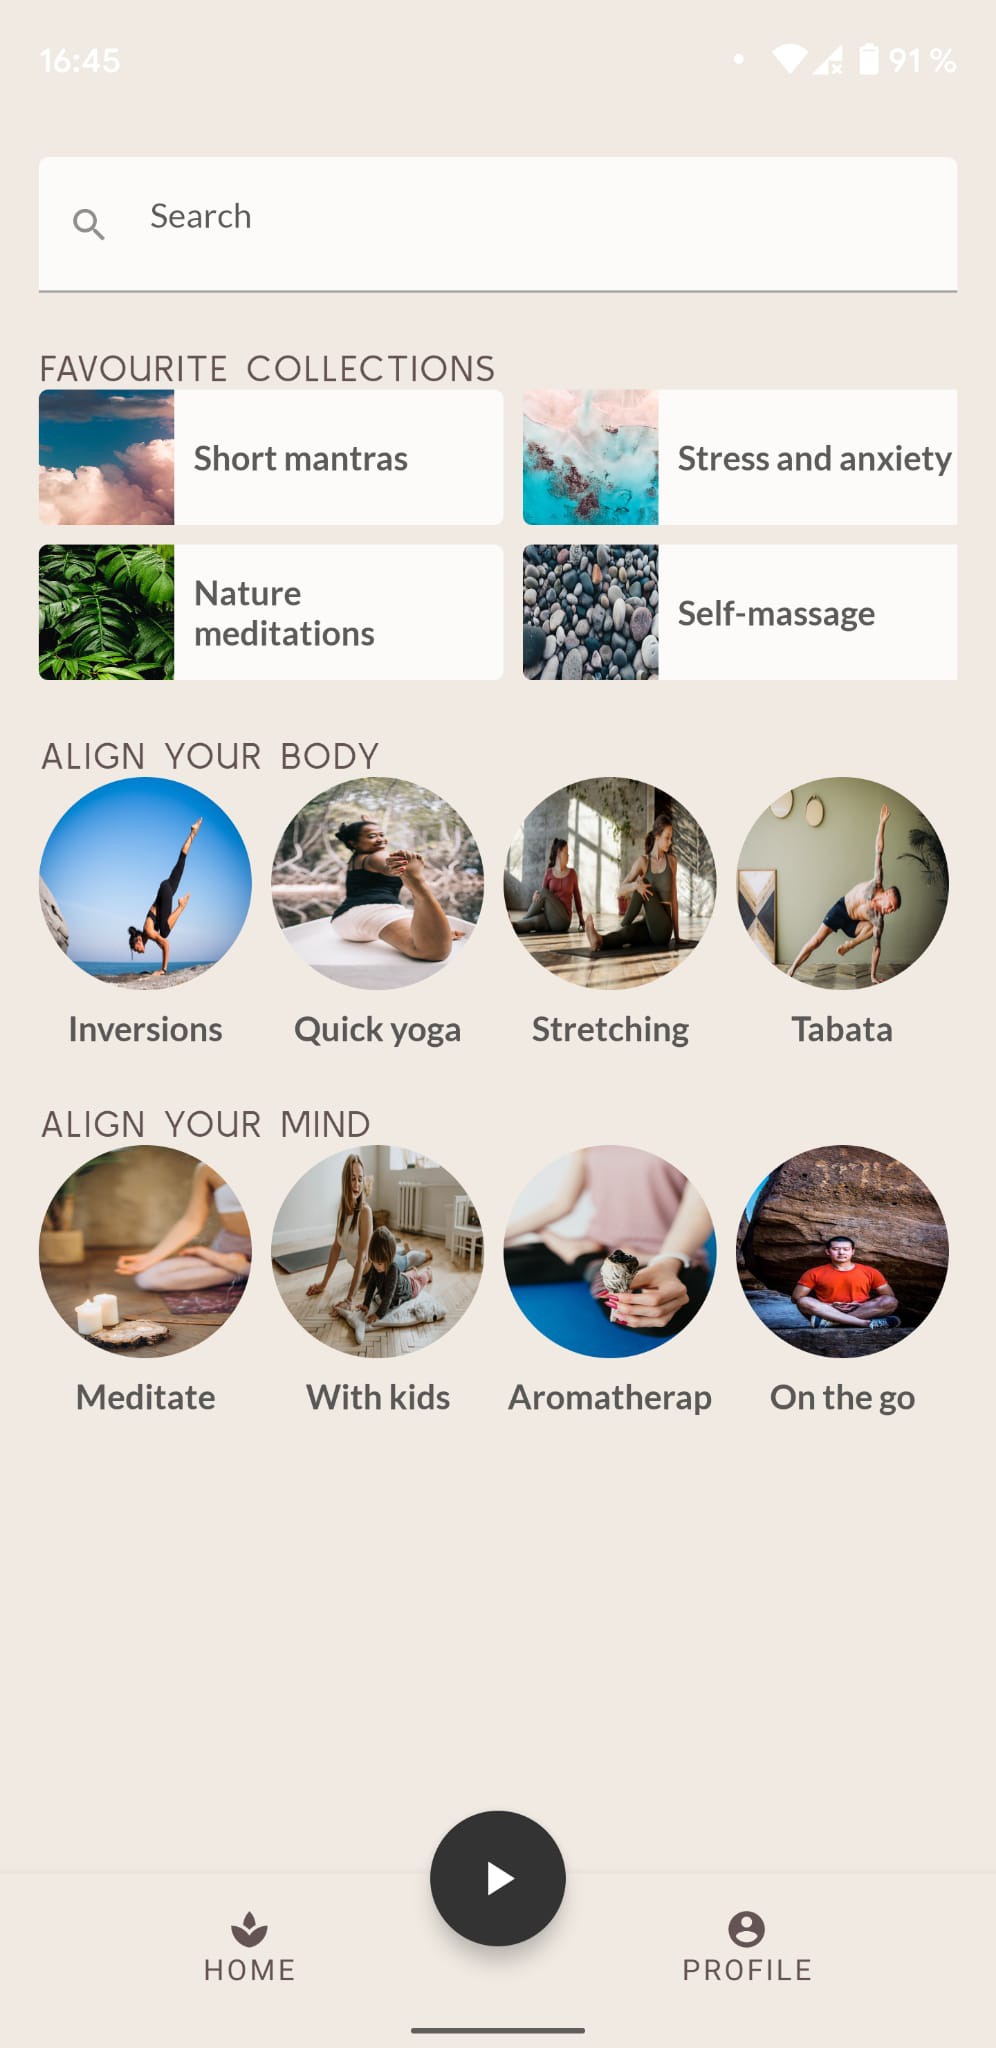 16:45
91 %
Search
FAVOURITE COLLECTIONS
Short mantras
Stress and anxiety
Nature
meditations
Self-massage
ALIGN YOUR BODY
Inversions
Quick yoga
Stretching
Tabata
ALIGN YOUR MIND
Meditate
With kids
Aromatherap
On the go
HOME
PROFILE